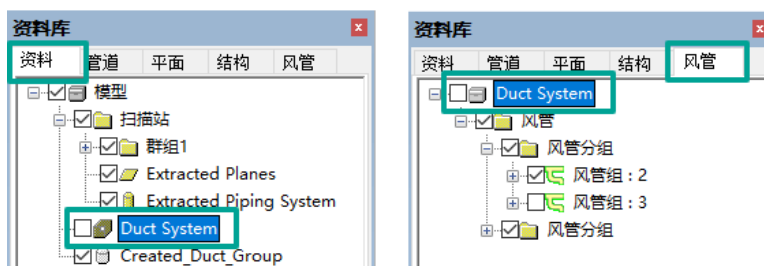 资料库
资料 管道 平面 结构 风管
模型
扫描站
群组1
Extracted Planes
Extracted Piping System
Duct System
Created_Duct_Group
资料库
资料 管道 平面 结构 风管
Duct System
风管
风管分组
风管组 : 2
风管组 : 3
风管分组